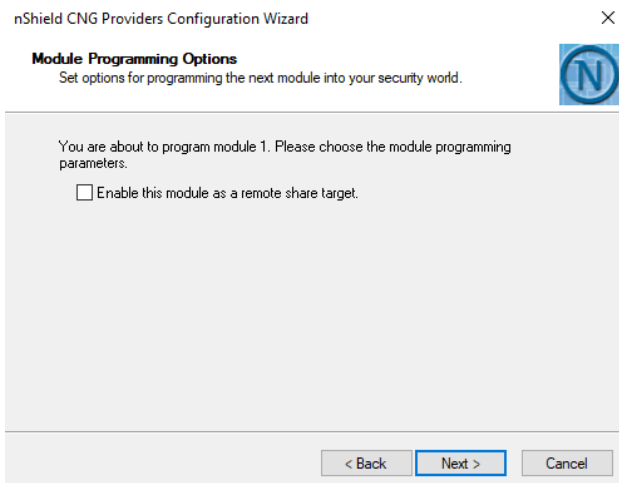 nShield CNG Providers Configuration Wizard
Module Programming Options
Set options for programming the next module into your security world.
N
You are about to program module 1. Please choose the module programming
parameters.
Enable this module as a remote share target.
< Back Next > Cancel